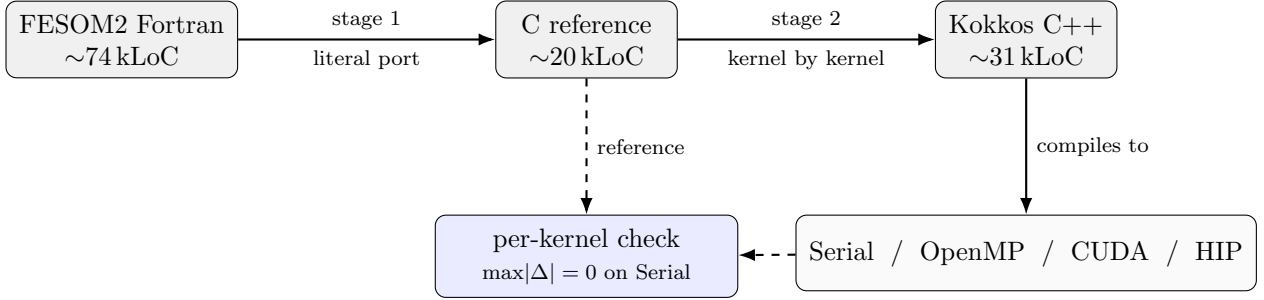 FESOM2 Fortran
~74 kLoC
stage 1
literal port
C reference
~20 kLoC
stage 2
kernel by kernel
Kokkos C++
~31 kLoC
reference
compiles to
per-kernel check
max|Δ| = 0 on Serial
Serial / OpenMP / CUDA / HIP